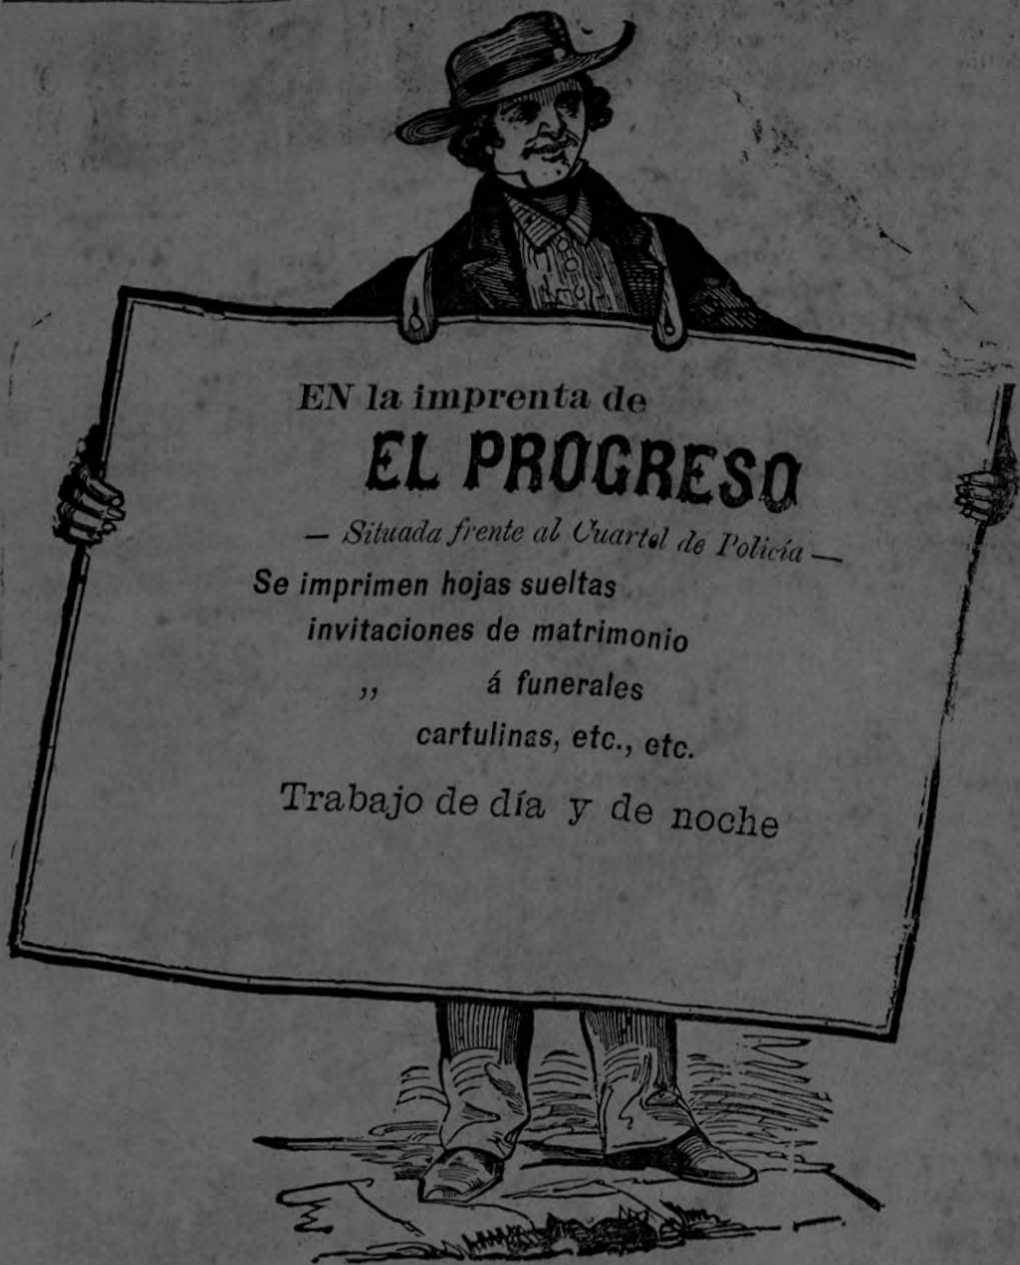 EN la imprenta de
EL PROGRESO
— Situada frente al Cuartel de Policía —
Se imprimen hojas sueltas
invitaciones de matrimonio
,, á funerales
cartulinas, etc., etc.
Trabajo de día y de noche